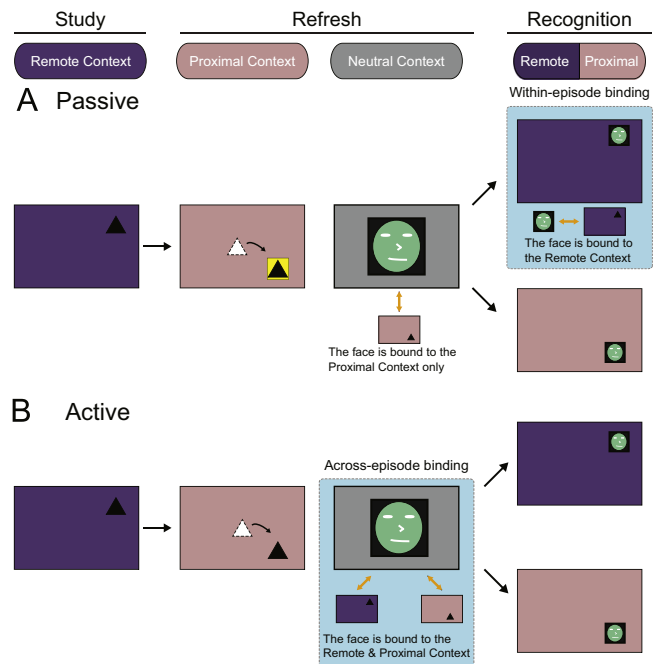 Study
Refresh
Recognition
Remote Context
Proximal Context
Neutral Context
Remote
Proximal
A Passive
Within-episode binding
The face is bound to
the Remote Context
The face is bound to the
Proximal Context only
B Active
Across-episode binding
The face is bound to the
Remote & Proximal Context